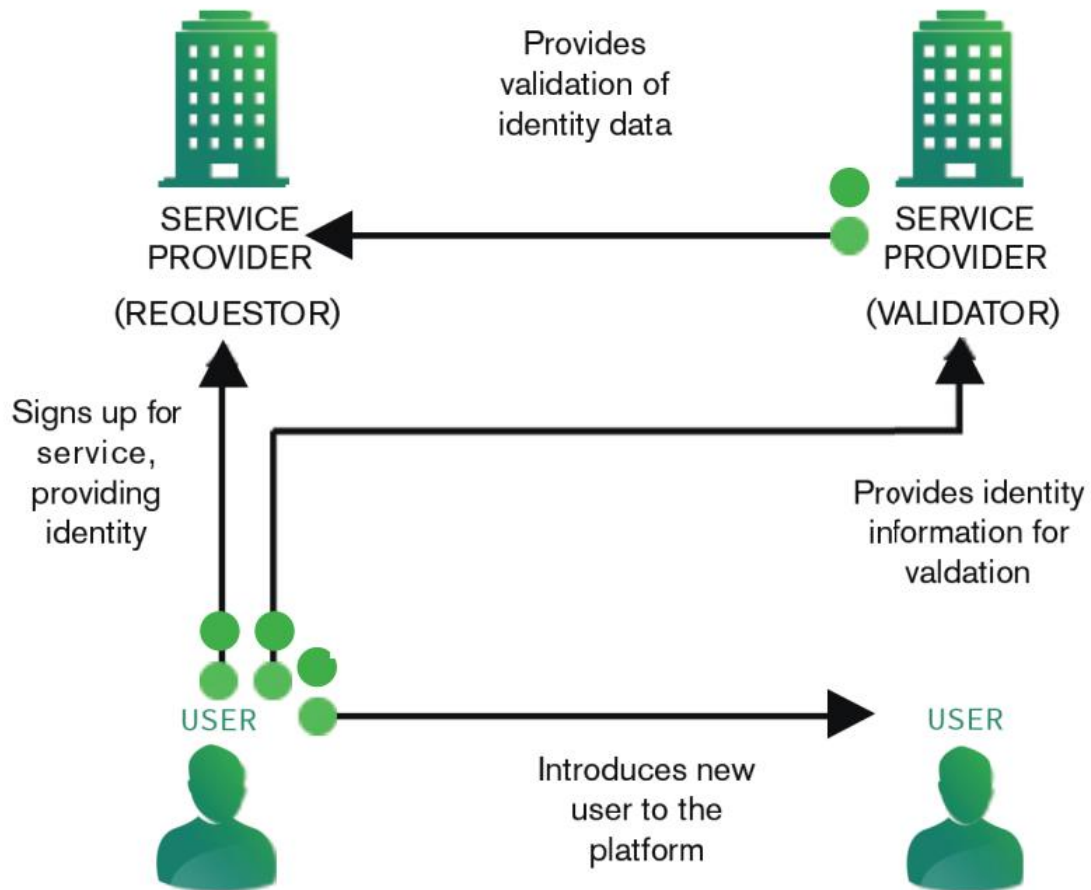 Provides
validation of
identity data
SERVICE
PROVIDER
(REQUESTOR)
SERVICE
PROVIDER
(VALIDATOR)
Signs up for
service,
providing
identity
Provides identity
information for
valdation
USER
USER
Introduces new
user to the
platform